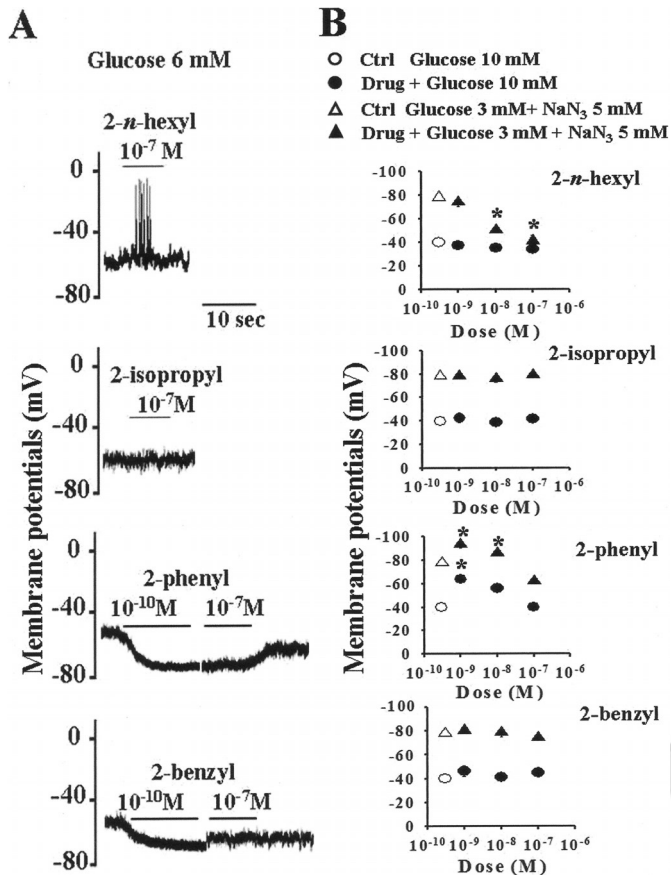 A
Glucose 6 mM
2-n-hexyl
10⁻⁷ M
0
-40
-80
10 sec
2-isopropyl
10⁻⁷M
0
-40
-80
2-phenyl
10⁻¹⁰M 10⁻⁷M
0
-40
-80
2-benzyl
10⁻¹⁰M 10⁻⁷M
0
-40
-80
Membrane potentials (mV)
B
Ctrl Glucose 10 mM
Drug + Glucose 10 mM
Ctrl Glucose 3 mM+ NaN₃ 5 mM
Drug + Glucose 3 mM + NaN₃ 5 mM
Membrane potentials (mV)
2-n-hexyl
-100
-80
-60
-40
-20
0
* *
10⁻¹⁰ 10⁻⁹ 10⁻⁸ 10⁻⁷ 10⁻⁶
Dose (M)
2-isopropyl
-100
-80
-60
-40
-20
0
10⁻¹⁰ 10⁻⁹ 10⁻⁸ 10⁻⁷ 10⁻⁶
Dose (M)
2-phenyl
-100
-80
-60
-40
-20
0
* *
*
10⁻¹⁰ 10⁻⁹ 10⁻⁸ 10⁻⁷ 10⁻⁶
Dose (M)
2-benzyl
-100
-80
-60
-40
-20
0
10⁻¹⁰ 10⁻⁹ 10⁻⁸ 10⁻⁷ 10⁻⁶
Dose (M)